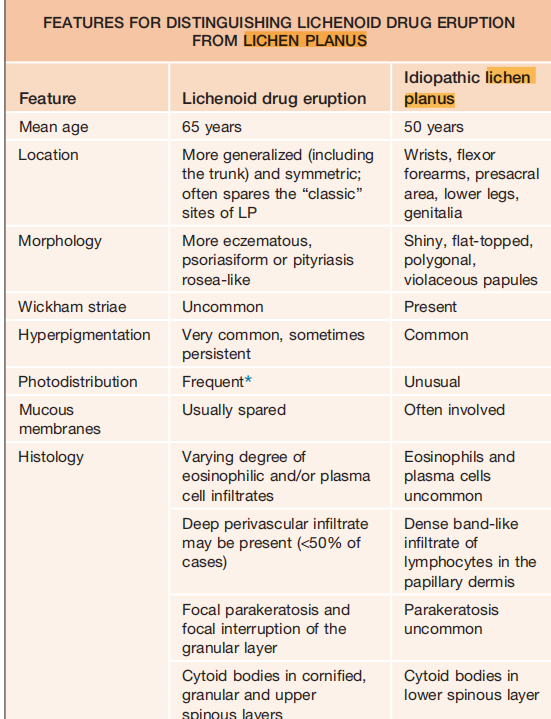 FEATURES FOR DISTINGUISHING LICHENOID DRUG ERUPTION
FROM LICHEN PLANUS
Feature
Lichenoid drug eruption
Idiopathic lichen
planus
Mean age
65 years
50 years
Location
More generalized (including
the trunk) and symmetric;
often spares the “classic”
sites of LP
Wrists, flexor
forearms, presacral
area, lower legs,
genitalia
Morphology
More eczematous,
psoriasiform or pityriasis
rosea-like
Shiny, flat-topped,
polygonal,
violaceous papules
Wickham striae
Uncommon
Present
Hyperpigmentation
Very common, sometimes
persistent
Common
Photodistribution
Frequent*
Unusual
Mucous
membranes
Usually spared
Often involved
Histology
Varying degree of
eosinophilic and/or plasma
cell infiltrates
Eosinophils and
plasma cells
uncommon
Deep perivascular infiltrate
may be present (<50% of
cases)
Dense band-like
infiltrate of
lymphocytes in the
papillary dermis
Focal parakeratosis and
focal interruption of the
granular layer
Parakeratosis
uncommon
Cytoid bodies in cornified,
granular and upper
spinous layers
Cytoid bodies in
lower spinous layer